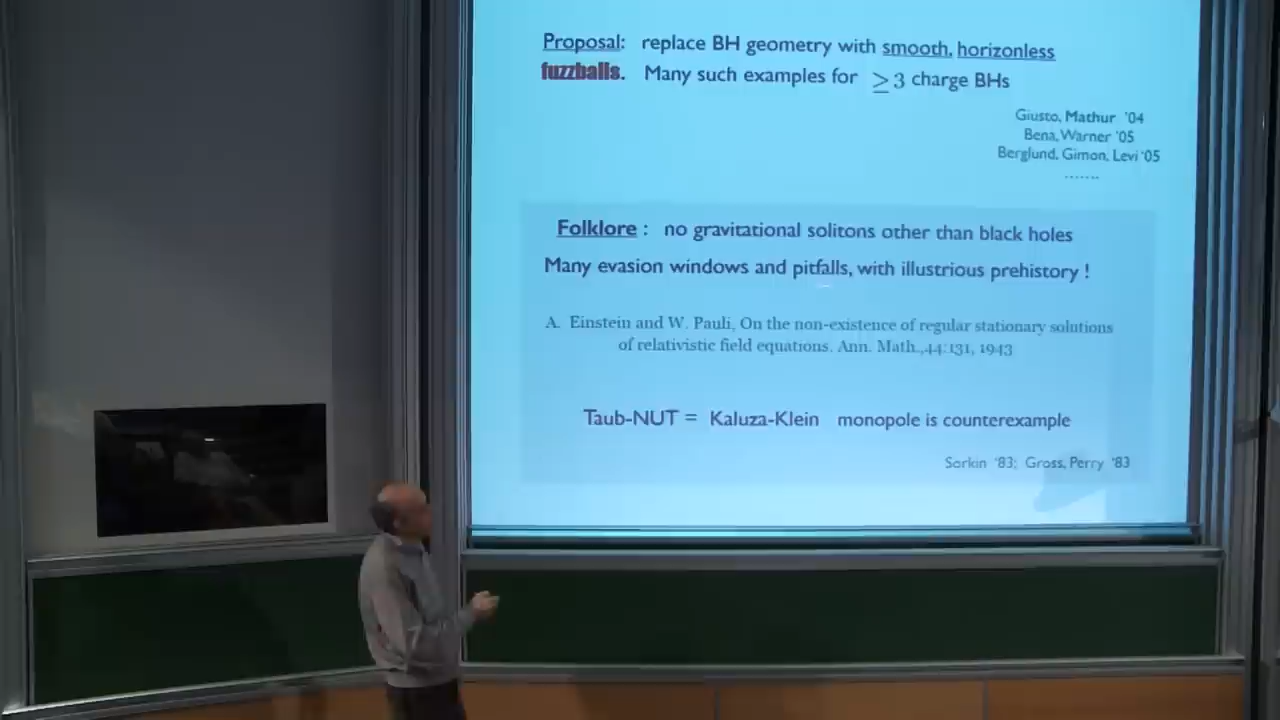 Proposal: replace BH geometry with smooth, horizonless
fuzzballs. Many such examples for ≥ 3 charge BHs
Giusto, Mathur '04
Bena, Warner '05
Berglund, Gimon, Levi '05
.......
Folklore : no gravitational solitons other than black holes
Many evasion windows and pitfalls, with illustrious prehistory !
A. Einstein and W. Pauli, On the non-existence of regular stationary solutions
of relativistic field equations. Ann. Math.,44:131, 1943
Taub-NUT = Kaluza-Klein monopole is counterexample
Sorkin '83; Gross, Perry '83